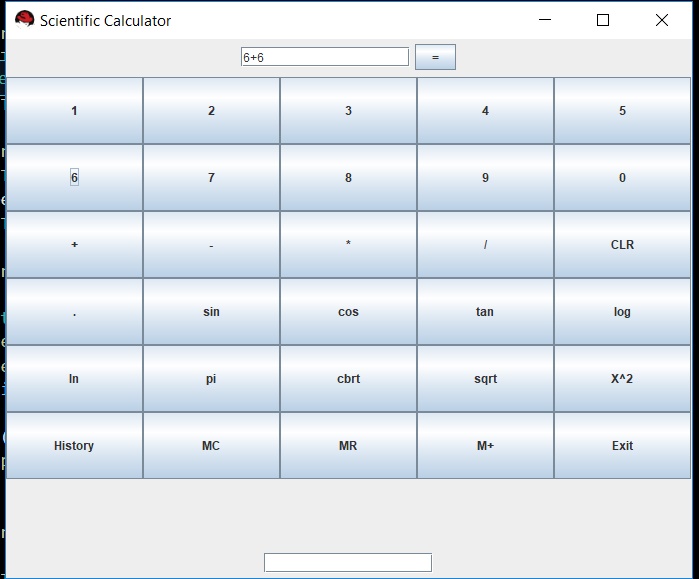 Scientific Calculator
6+6 =
1 2 3 4 5
6 7 8 9 0
+ - * / CLR
. sin cos tan log
ln pi cbrt sqrt X^2
History MC MR M+ Exit